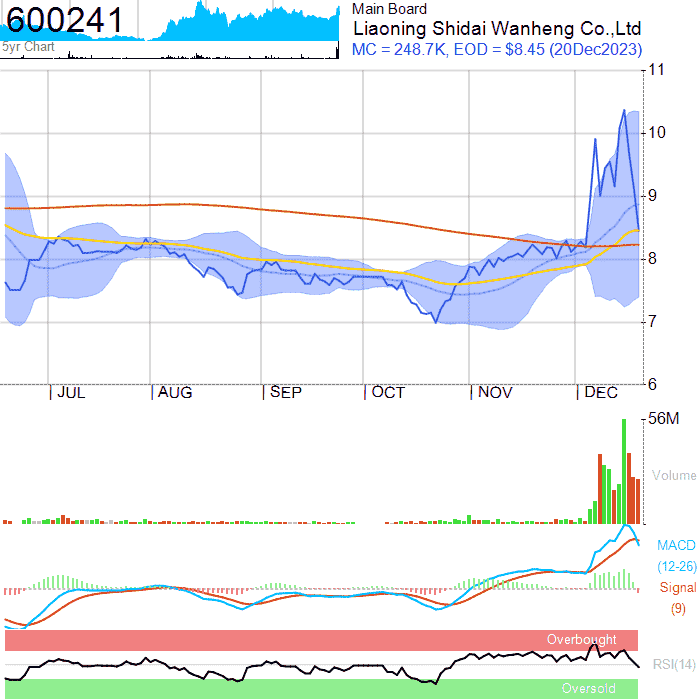 600241
5yr Chart
Main Board
Liaoning Shidai Wanheng Co.,Ltd
MC = 248.7K, EOD = $8.45 (20Dec2023)
11
10
9
8
7
6
JUL AUG SEP OCT NOV DEC
56M
Volume
MACD
(12-26)
Signal
(9)
Overbought
RSI(14)
Oversold